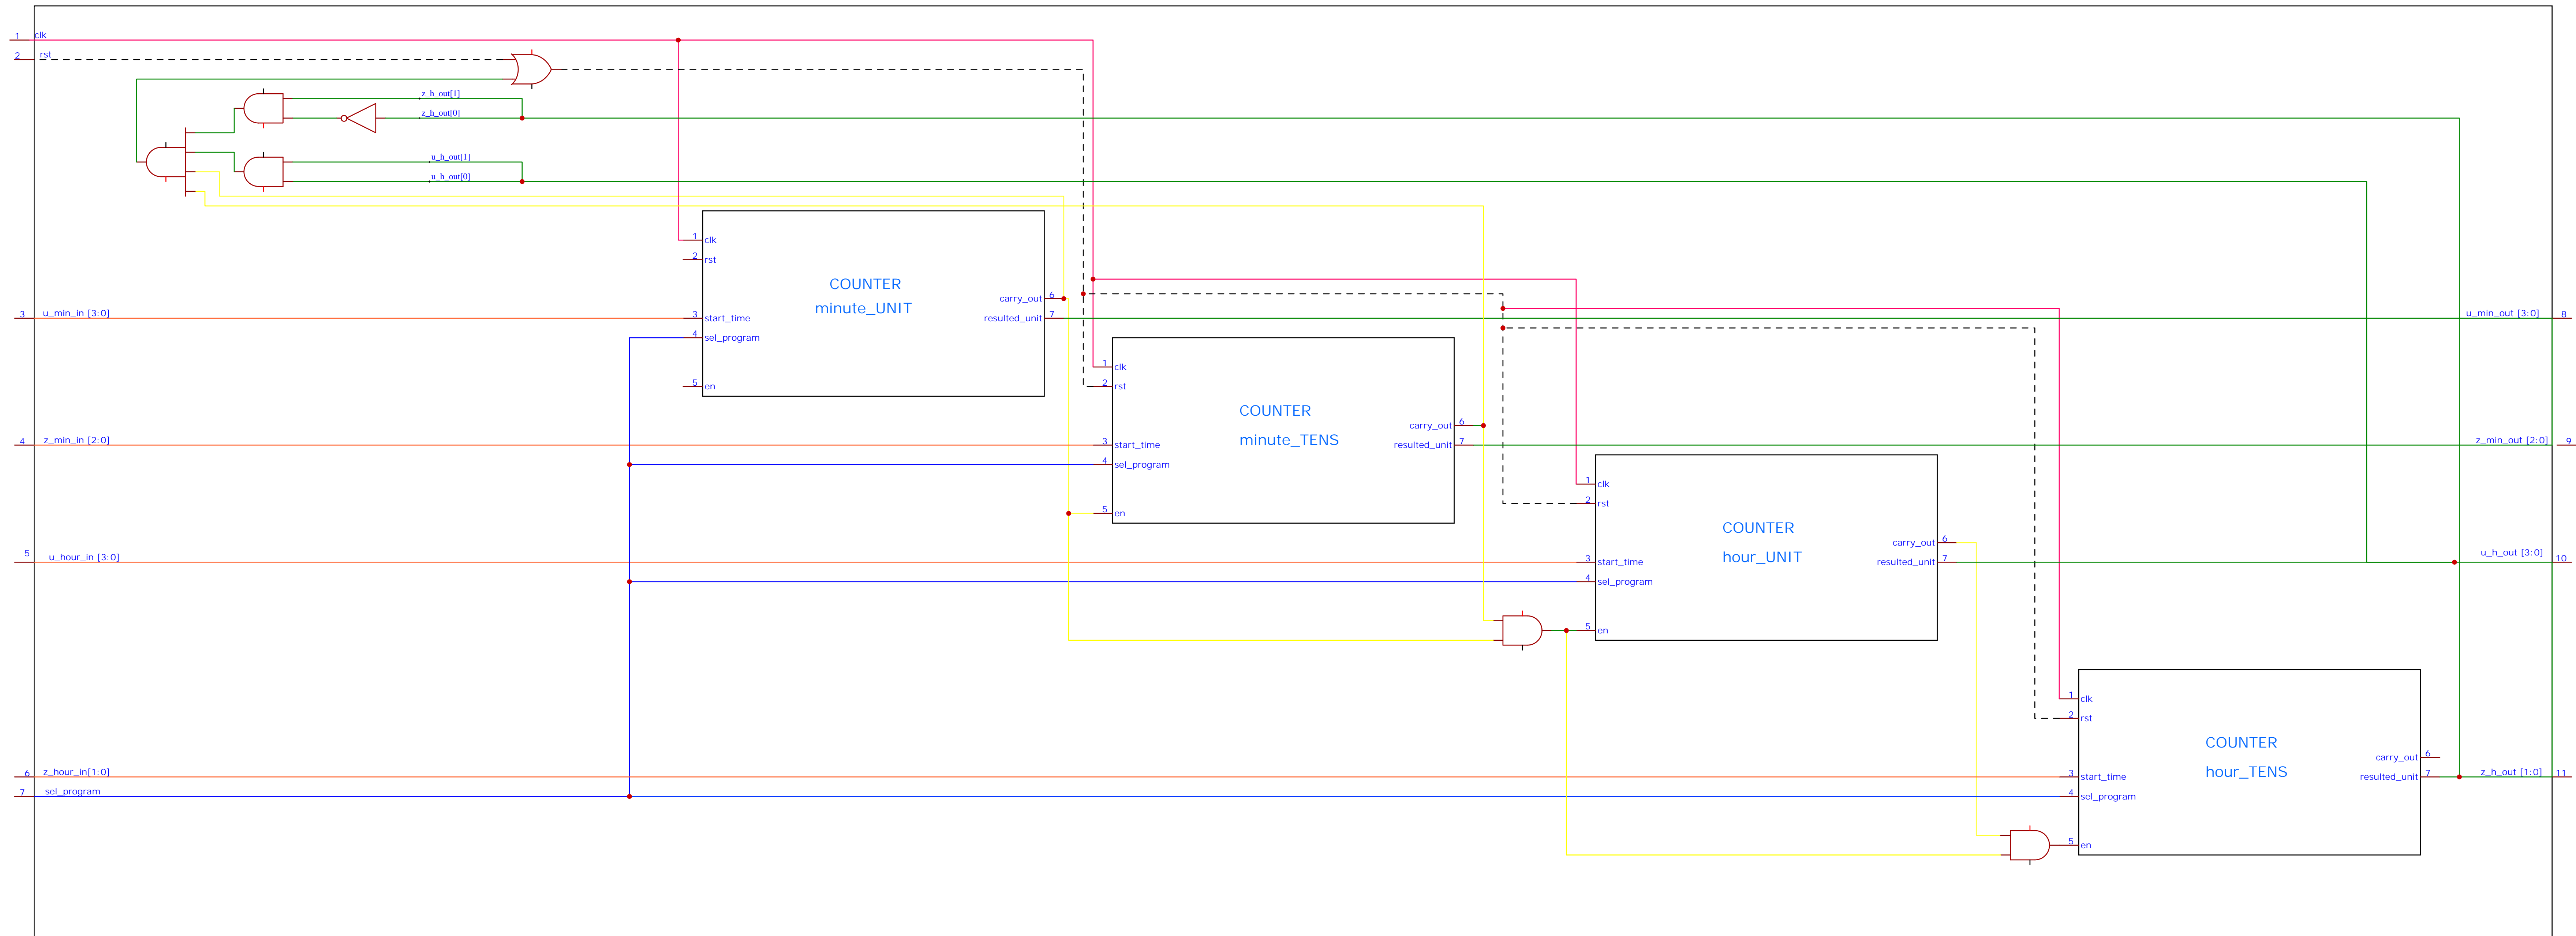 1 clk
2 rst
z_h_out[1]
z_h_out[0]
u_h_out[1]
u_h_out[0]
1 clk
2 rst
COUNTER
minute_UNIT
carry_out 6
3 u_min_in [3:0]
3 start_time
resulted_unit 7
u_min_out [3:0] 8
4 sel_program
5 en
1 clk
2 rst
COUNTER
minute_TENS
carry_out 6
4 z_min_in [2:0]
3 start_time
resulted_unit 7
z_min_out [2:0] 9
4 sel_program
5 en
1 clk
2 rst
COUNTER
hour_UNIT
carry_out 6
5 u_hour_in [3:0]
3 start_time
resulted_unit 7
u_h_out [3:0] 10
4 sel_program
5 en
1 clk
2 rst
COUNTER
hour_TENS
carry_out 6
6 z_hour_in[1:0]
3 start_time
resulted_unit 7
z_h_out [1:0] 11
7 sel_program
4 sel_program
5 en